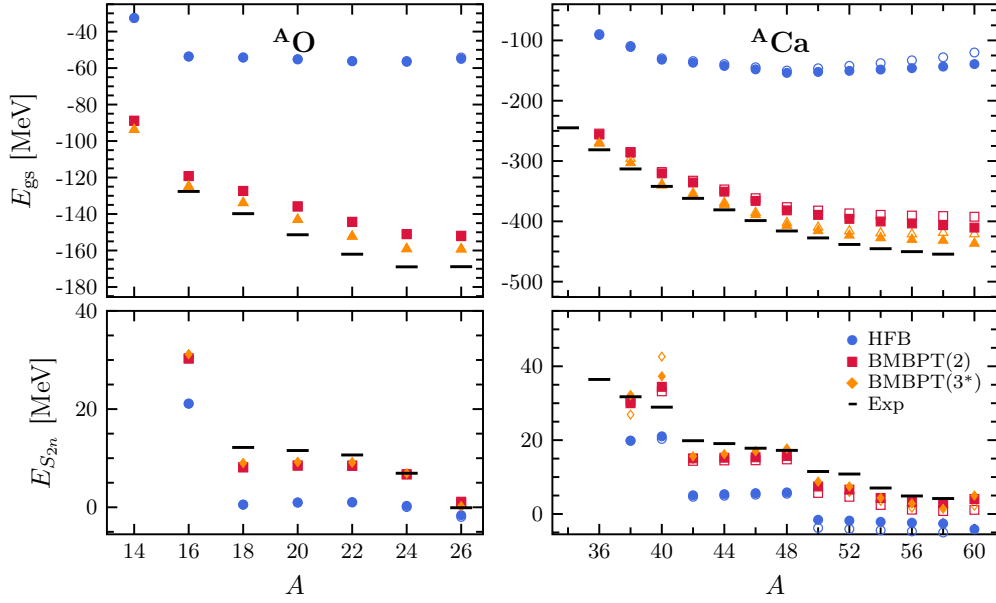 ᴬO
ᴬCa
E_gs [MeV]
-40
-60
-80
-100
-120
-140
-160
-180
-100
-200
-300
-400
-500
E_S₂ₙ [MeV]
40
30
20
10
0
40
20
0
HFB
BMBPT(2)
BMBPT(3*)
Exp
14 16 18 20 22 24 26
36 40 44 48 52 56 60
A
A